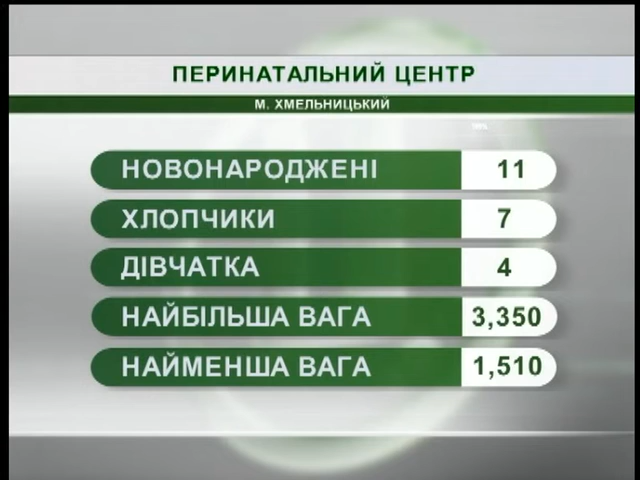 ПЕРИНАТАЛЬНИЙ ЦЕНТР
М. ХМЕЛЬНИЦЬКИЙ
НОВОНАРОДЖЕНІ 11
ХЛОПЧИКИ 7
ДІВЧАТКА 4
НАЙБІЛЬША ВАГА 3,350
НАЙМЕНША ВАГА 1,510